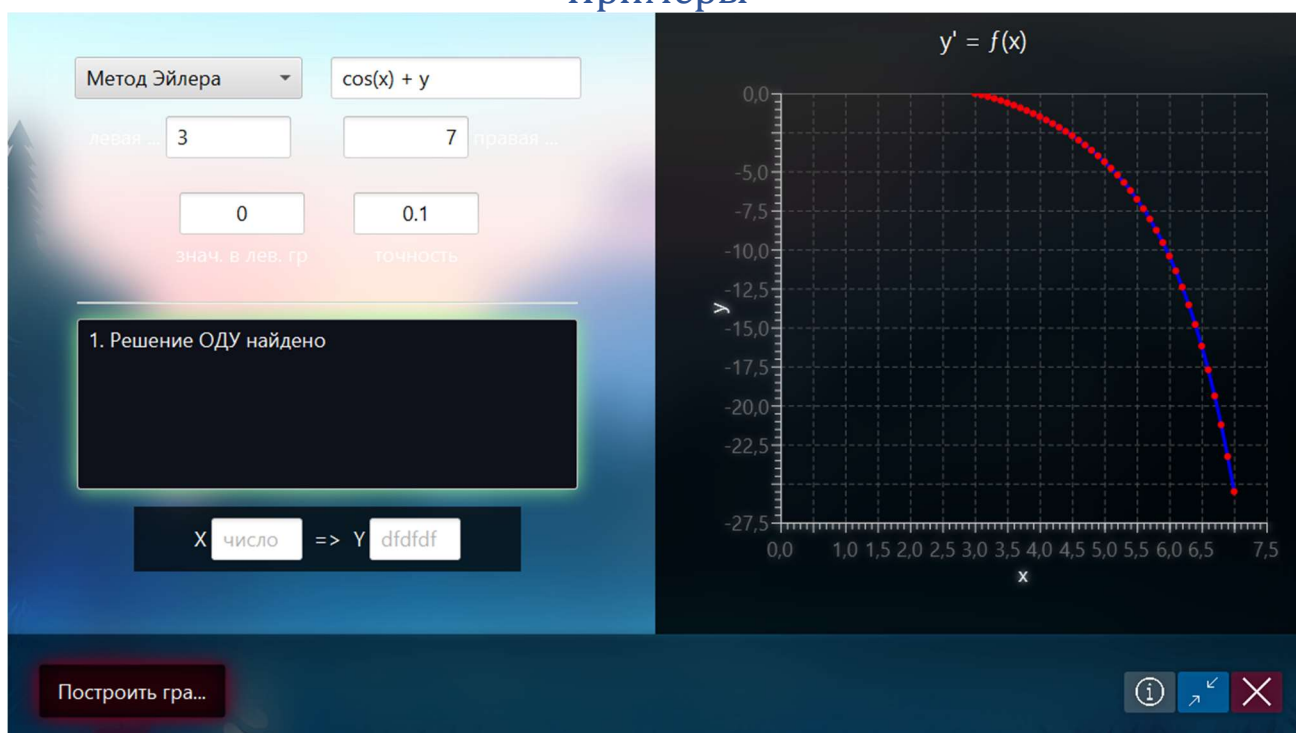 Примеры
Метод Эйлера
cos(x) + y
левая ...
3
7
правая ...
0
0.1
знач. в лев. гр
точность
1. Решение ОДУ найдено
X число => Y dfdfdf
Построить гра...
y' = f(x)
0,0
-5,0
-7,5
-10,0
-12,5
-15,0
-17,5
-20,0
-22,5
-27,5
y
0,0 1,0 1,5 2,0 2,5 3,0 3,5 4,0 4,5 5,0 5,5 6,0 6,5 7,5
x